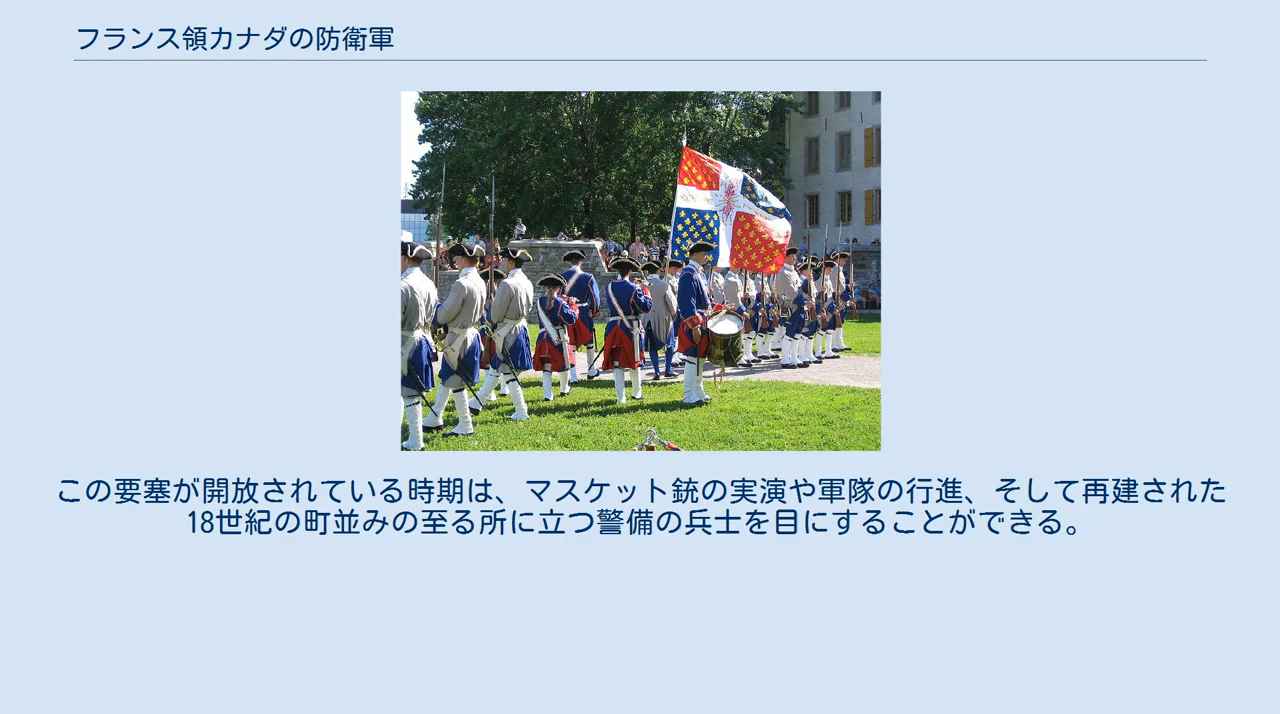 フランス領カナダの防衛軍
この要塞が開放されている時期は、マスケット銃の実演や軍隊の行進、そして再建された
18世紀の町並みの至る所に立つ警備の兵士を目にすることができる。